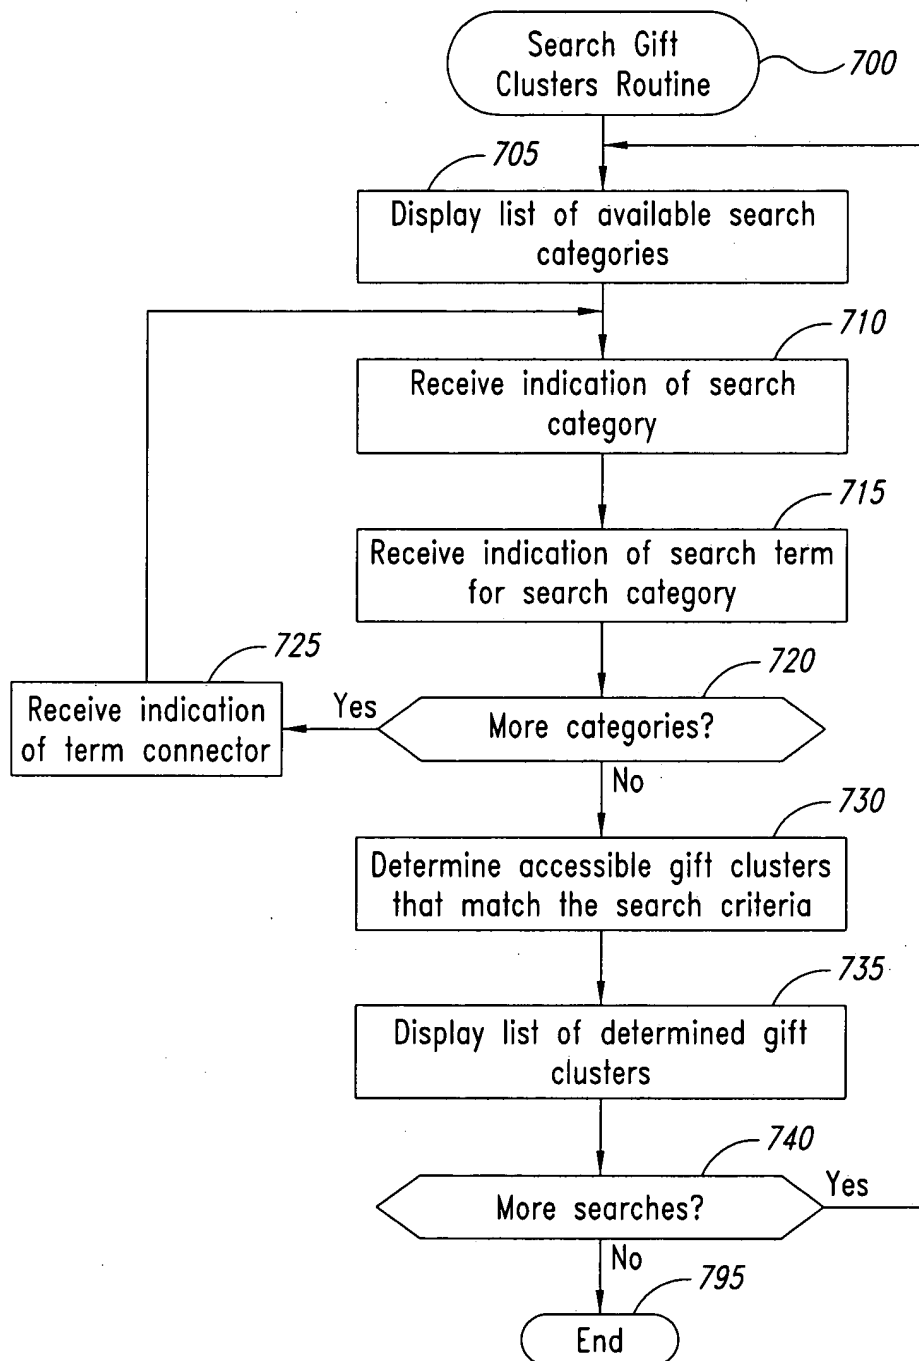 Search Gift
Clusters Routine
700
705
Display list of available search
categories
710
Receive indication of search
category
715
Receive indication of search term
for search category
725
720
Receive indication
of term connector
Yes
More categories?
No
730
Determine accessible gift clusters
that match the search criteria
735
Display list of determined gift
clusters
740
More searches?
Yes
No
795
End